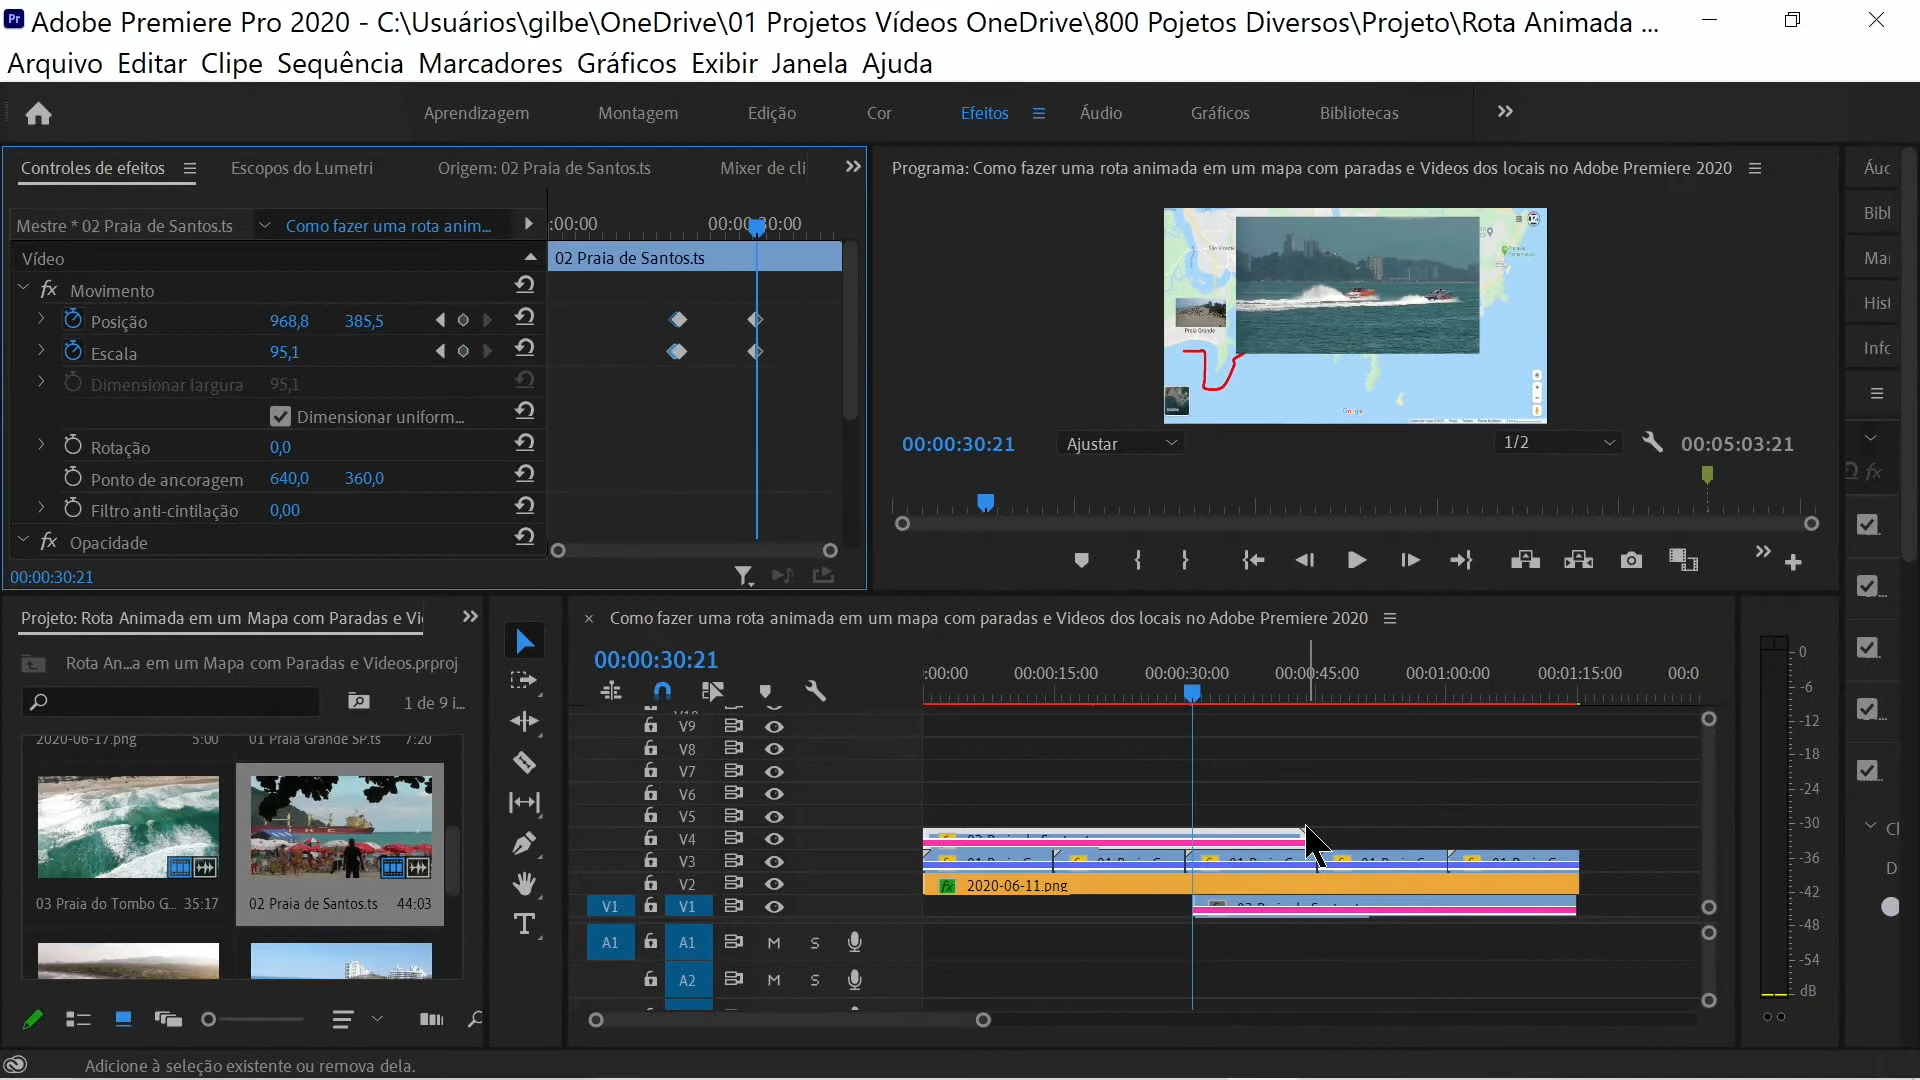 Adobe Premiere Pro 2020 - C:\Usuários\gilbe\OneDrive\01 Projetos Vídeos OneDrive\800 Pojetos Diversos\Projeto\Rota Animada ...
Arquivo Editar Clipe Sequência Marcadores Gráficos Exibir Janela Ajuda
Aprendizagem Montagem Edição Cor Efeitos Áudio Gráficos Bibliotecas
Controles de efeitos Escopos do Lumetri Origem: 02 Praia de Santos.ts Mixer de cli
Programa: Como fazer uma rota animada em um mapa com paradas e Videos dos locais no Adobe Premiere 2020
Mestre * 02 Praia de Santos.ts Como fazer uma rota anim... :00:00 00:00:30:00
Vídeo 02 Praia de Santos.ts
fx Movimento
Posição 968,8 385,5
Escala 95,1
Dimensionar largura 95,1
Dimensionar uniform...
Rotação 0,0
Ponto de ancoragem 640,0 360,0
Filtro anti-cintilação 0,00
fx Opacidade
00:00:30:21
Praia Grande
Google
00:00:30:21 Ajustar 1/2 00:05:03:21
Áuc
Bibl
Mar
Hist
Infc
fx
Projeto: Rota Animada em um Mapa com Paradas e Vi
Rota An...a em um Mapa com Paradas e Videos.prproj
1 de 9 i...
2020-06-17.png 5:00 01 Praia Grande SP.ts 7:20
03 Praia do Tombo G... 35:17 02 Praia de Santos.ts 44:03
× Como fazer uma rota animada em um mapa com paradas e Videos dos locais no Adobe Premiere 2020
00:00:30:21
:00:00 00:00:15:00 00:00:30:00 00:00:45:00 00:01:00:00 00:01:15:00 00:0
V9
V8
V7
V6
V5
V4
V3
V2 fx 2020-06-11.png
V1 V1
A1 A1 M S
A2 M S
0
-6
-12
-18
-24
-30
-36
-42
-48
-54
dB
Adicione à seleção existente ou remova dela.